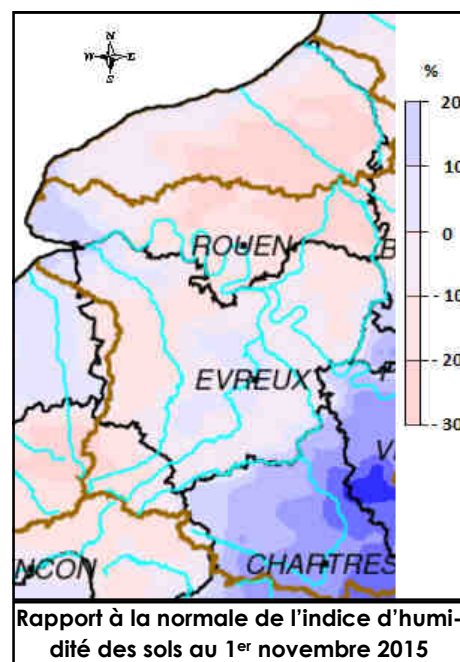 N
W E
S
%
20
10
0
- 10
- 20
- 30
ROUEN
B
EVREUX
V
NCON
CHARTRES
Rapport à la normale de l’indice d’humi-
dité des sols au 1er novembre 2015